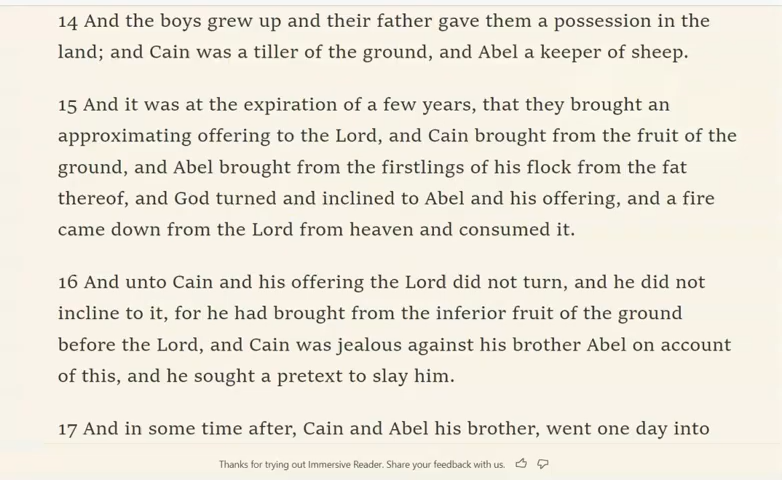 14 And the boys grew up and their father gave them a possession in the
land; and Cain was a tiller of the ground, and Abel a keeper of sheep.
15 And it was at the expiration of a few years, that they brought an
approximating offering to the Lord, and Cain brought from the fruit of the
ground, and Abel brought from the firstlings of his flock from the fat
thereof, and God turned and inclined to Abel and his offering, and a fire
came down from the Lord from heaven and consumed it.
16 And unto Cain and his offering the Lord did not turn, and he did not
incline to it, for he had brought from the inferior fruit of the ground
before the Lord, and Cain was jealous against his brother Abel on account
of this, and he sought a pretext to slay him.
17 And in some time after, Cain and Abel his brother, went one day into
Thanks for trying out Immersive Reader. Share your feedback with us.